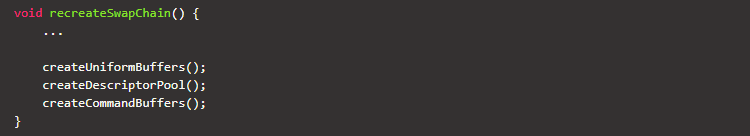 void recreateSwapChain() {
    ...
    createUniformBuffers();
    createDescriptorPool();
    createCommandBuffers();
}